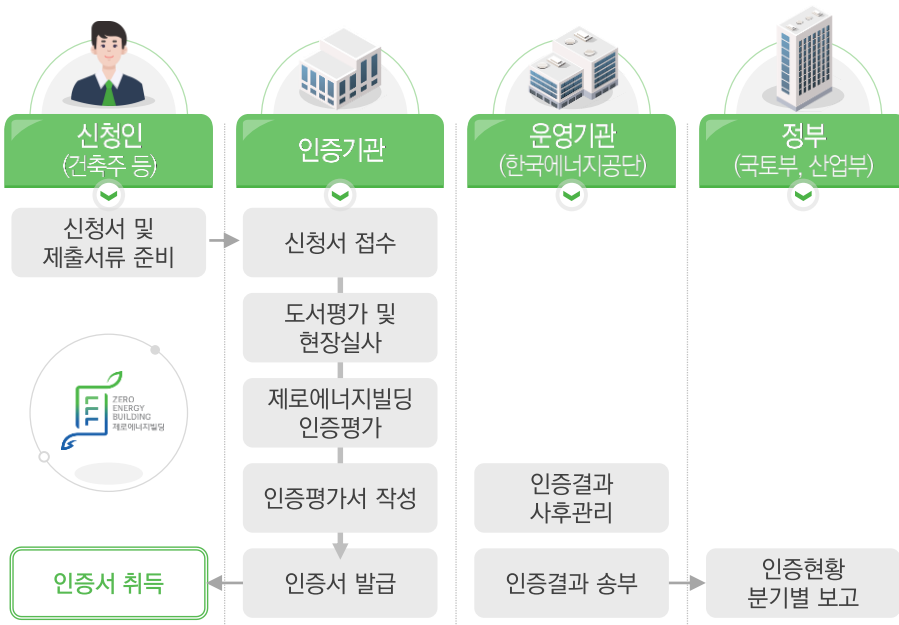 신청인
(건축주 등)
인증기관
운영기관
(한국에너지공단)
정부
(국토부, 산업부)
신청서 및
제출서류 준비
신청서 접수
도서평가 및
현장실사
제로에너지빌딩
인증평가
ZERO
ENERGY
BUILDING
제로에너지빌딩
인증평가서 작성
인증결과
사후관리
인증서 취득
인증서 발급
인증결과 송부
인증현황
분기별 보고